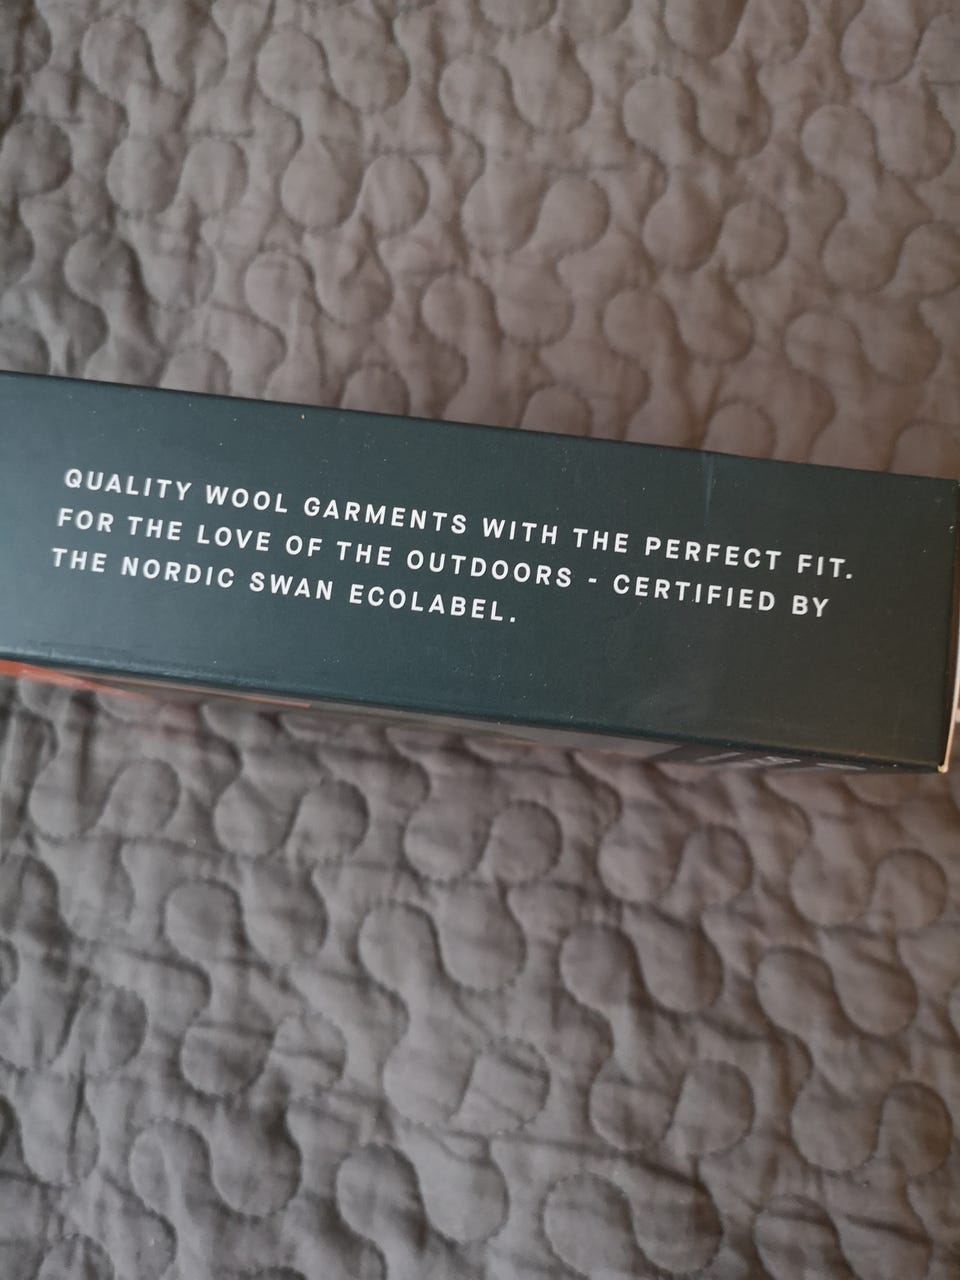 QUALITY WOOL GARMENTS WITH THE PERFECT FIT.
FOR THE LOVE OF THE OUTDOORS - CERTIFIED BY
THE NORDIC SWAN ECOLABEL.